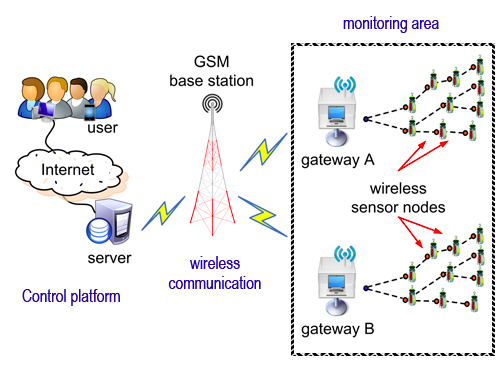 monitoring area
GSM
base station
user
Internet
gateway A
wireless
sensor nodes
server
wireless
communication
Control platform
gateway B